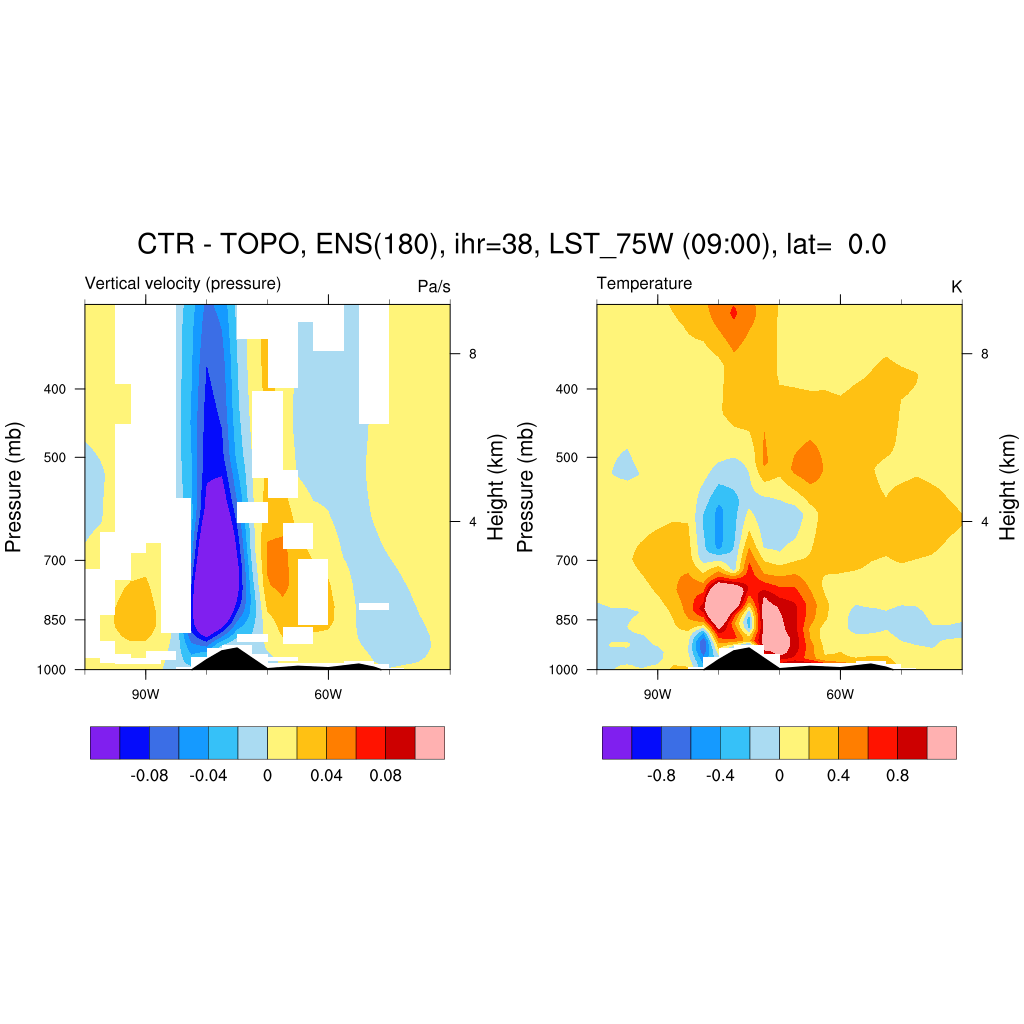 CTR - TOPO, ENS(180), ihr=38, LST_75W (09:00), lat=  0.0
Vertical velocity (pressure)
Pa/s
Pressure (mb)
400
500
700
850
1000
8
4
Height (km)
90W
60W
-0.08
-0.04
0
0.04
0.08
Temperature
K
Pressure (mb)
400
500
700
850
1000
8
4
Height (km)
90W
60W
-0.8
-0.4
0
0.4
0.8